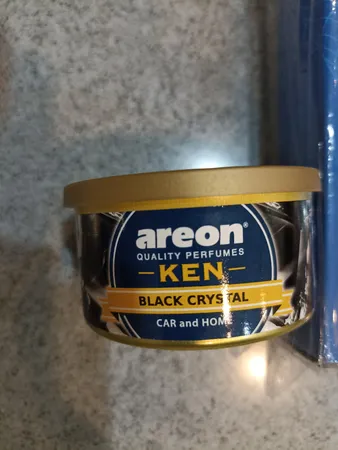 areon®
QUALITY PERFUMES
KEN
BLACK CRYSTAL
CAR and HOME